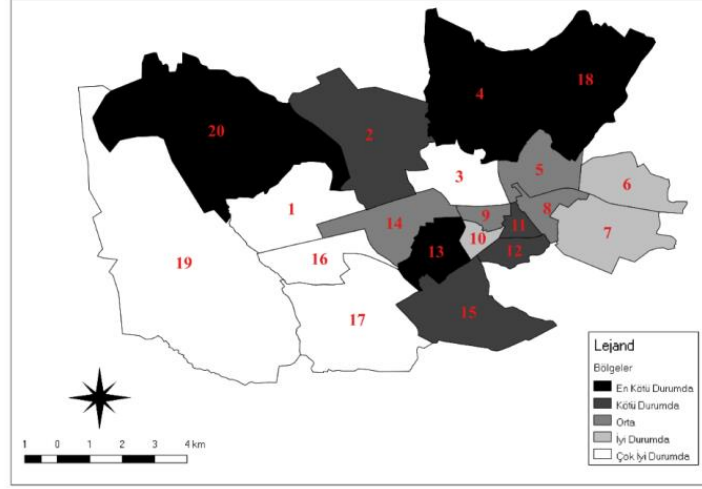 4
18
20
2
3
5
6
1
14
9
8
11
10
12
7
13
16
19
17
15
Lejand
Bölgeler
En Kötü Durumda
Kötü Durumda
Orta
İyi Durumda
Çok İyi Durumda
1 0 1 2 3 4 km